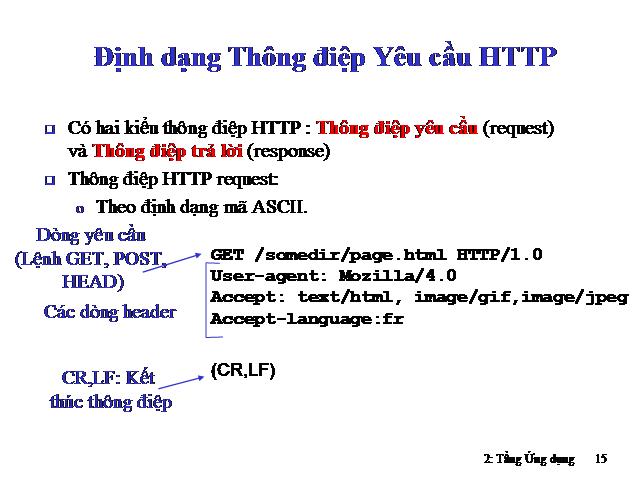 Định dạng Thông điệp Yêu cầu HTTP
Có hai kiểu thông điệp HTTP : Thông điệp yêu cầu (request)
và Thông điệp trả lời (response)
Thông điệp HTTP request:
Theo định dạng mã ASCII.
Dòng yêu cầu
(Lệnh GET, POST,
HEAD)
GET /somedir/page.html HTTP/1.0
User-agent: Mozilla/4.0
Accept: text/html, image/gif,image/jpeg
Accept-language:fr
Các dòng header
(CR,LF)
CR,LF: Kết
thúc thông điệp
2: Tầng Ứng dụng 15